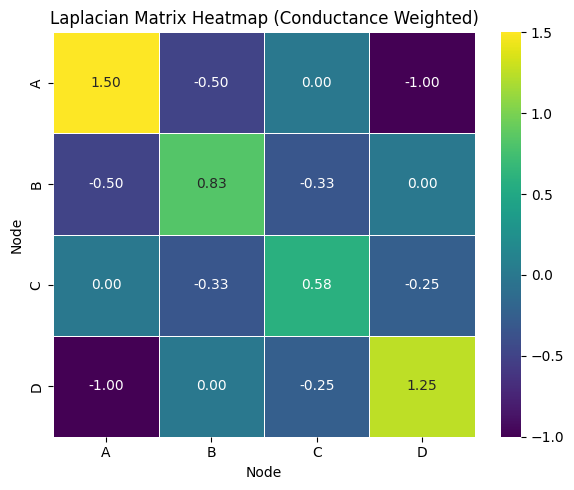 Laplacian Matrix Heatmap (Conductance Weighted)
A 1.50 -0.50 0.00 -1.00
B -0.50 0.83 -0.33 0.00
C 0.00 -0.33 0.58 -0.25
D -1.00 0.00 -0.25 1.25
A B C D
Node
Node
1.5
1.0
0.5
0.0
-0.5
-1.0